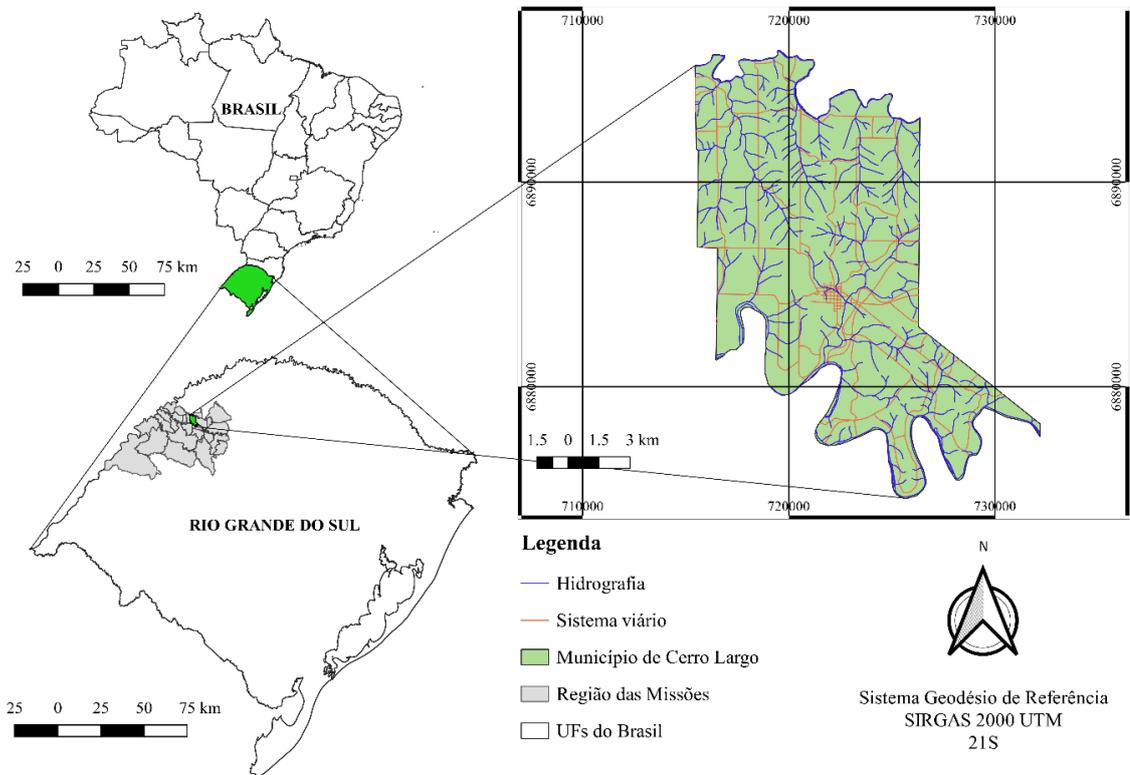 BRASIL
25 0 25 50 75 km
RIO GRANDE DO SUL
25 0 25 50 75 km
710000 720000 730000
6890000 6890000
6880000 6880000
1.5 0 1.5 3 km
710000 720000 730000
Legenda
Hidrografia
Sistema viário
Município de Cerro Largo
Região das Missões
UFs do Brasil
N
Sistema Geodésio de Referência
SIRGAS 2000 UTM
21S